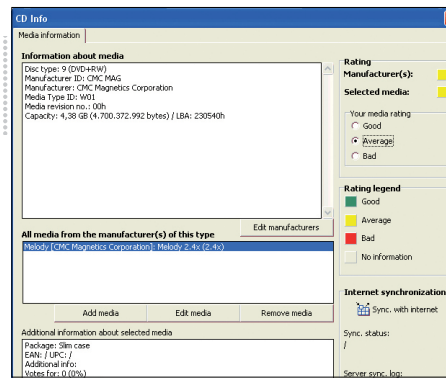 CD Info
Media information
Information about media
Disc type: 9 (DVD+RW)
Manufacturer ID: CMC MAG
Manufacturer: CMC Magnetics Corporation
Media Type ID: W01
Media revision no.: 00h
Capacity: 4,38 GB (4.700.372.992 bytes) / LBA: 230540h
Edit manufacturers
All media from the manufacturer(s) of this type
Melody [CMC Magnetics Corporation]: Melody 2.4x (2.4x)
Add media
Edit media
Remove media
Additional information about selected media
Package: Slim case
EAN: / UPC: /
Additional info:
Votes for: 0 (0%)
Rating
Manufacturer(s):
Selected media:
Your media rating
Good
Average
Bad
Rating legend
Good
Average
Bad
No information
Internet synchronization
Sync. with internet
Sync. status:
/
Server sync. log: